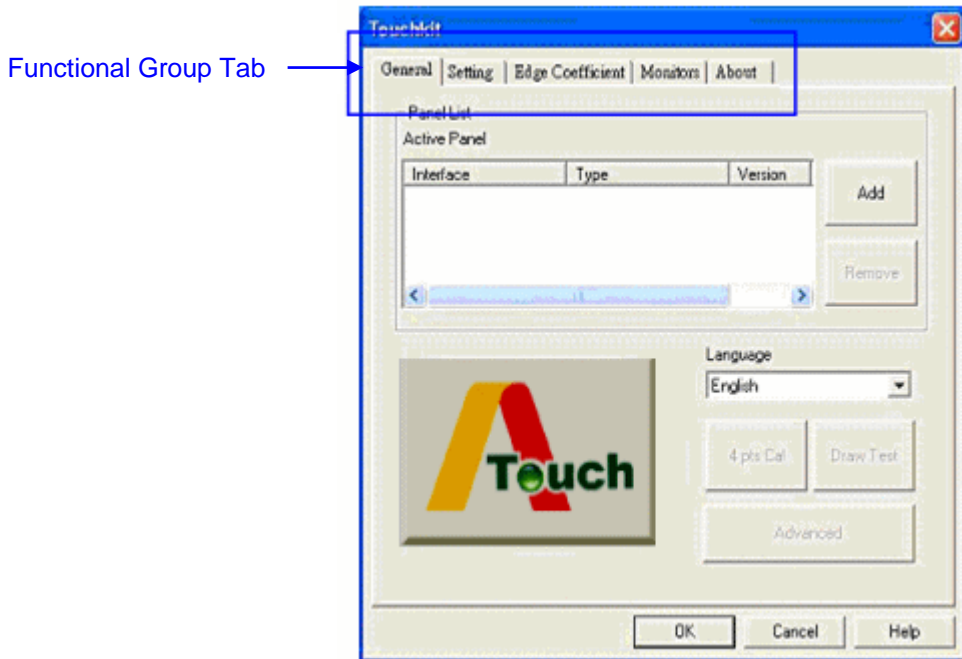 Touchkit
Functional Group Tab
General Setting Edge Coefficient Monitors About
Panel List
Active Panel
Interface Type Version
Add
Remove
Language
English
4 pts Cal Draw Test
Touch
Advanced
OK Cancel Help